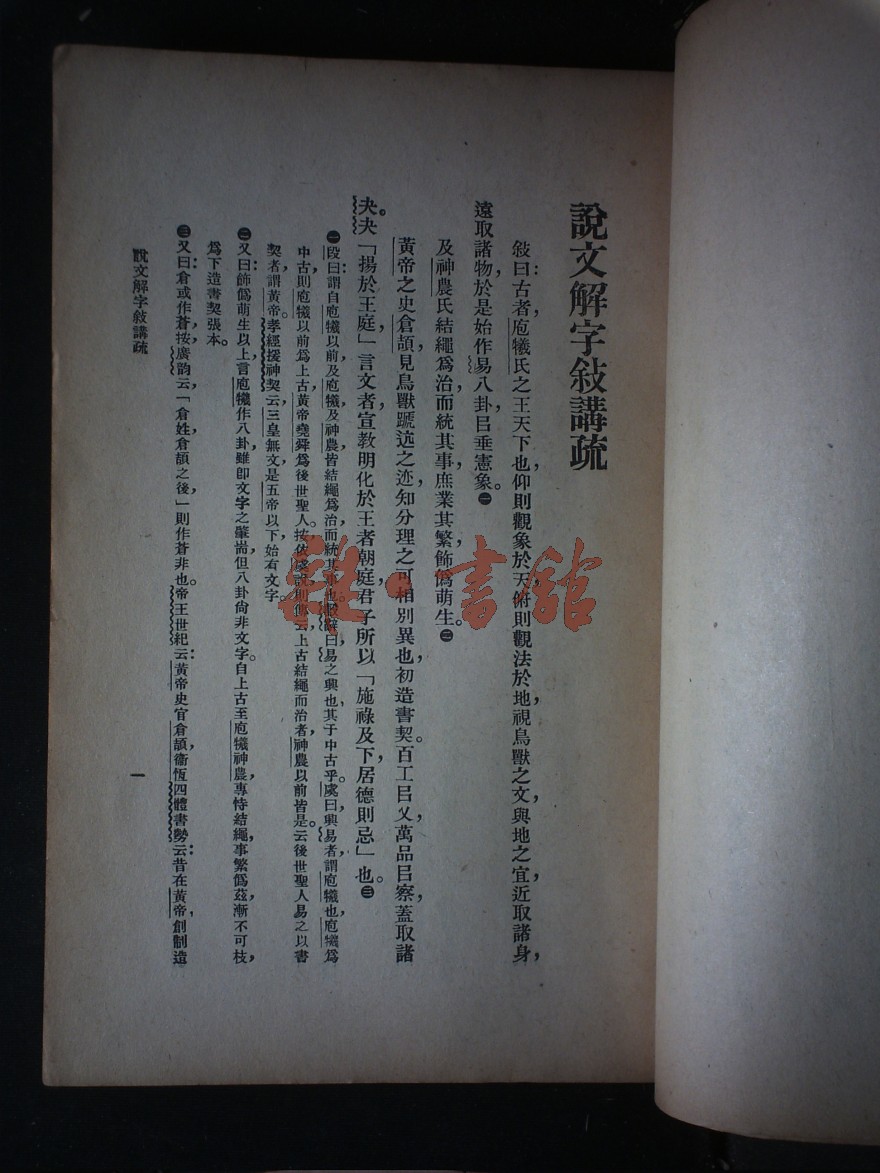 說文解字敍講疏
敍曰：古者庖犧氏之王天下也，仰則觀象於天，俯則觀法於地，視鳥獸之文與地之宜，近取諸身，
遠取諸物，於是始作易八卦㠯垂憲象。㊀
及神農氏結繩爲治而統其事，庶業其繁，飾僞萌生。㊁
黃帝之史倉頡，見鳥獸蹏迒之迹，知分理之可相別異也，初造書契。百工㠯乂，萬品㠯察，蓋取諸
夬。夬「揚於王庭」，言文者宣教明化於王者朝庭，君子所以「施祿及下，居德則忌」也。㊂
㊀段曰：謂自庖犧以前及庖犧及神農皆結繩爲治而統其事也。繫辭曰：易之興也，其于中古乎。虞曰：興易者謂庖犧也，庖犧爲
中古，則庖犧以前爲上古，黃帝堯舜爲後世聖人。按依虞說，則傳云上古結繩而治者，神農以前皆是。云後世聖人易之以書
契者，謂黃帝。孝經援神契云：三皇無文，是五帝以下始有文字。
㊁又曰：飾僞萌生以上言庖犧作八卦，雖卽文字之肇耑，但八卦尙非文字。自上古至庖犧神農，專恃結繩，事繁僞茲，漸不可枝，
爲下造書契張本。
㊂又曰：倉或作蒼，按廣韵云，「倉姓，倉頡之後」，則作蒼非也。帝王世紀云：黃帝史官倉頡，衞恆四體書勢云：昔在黃帝，創制造
說文解字敍講疏
一
雜·書館